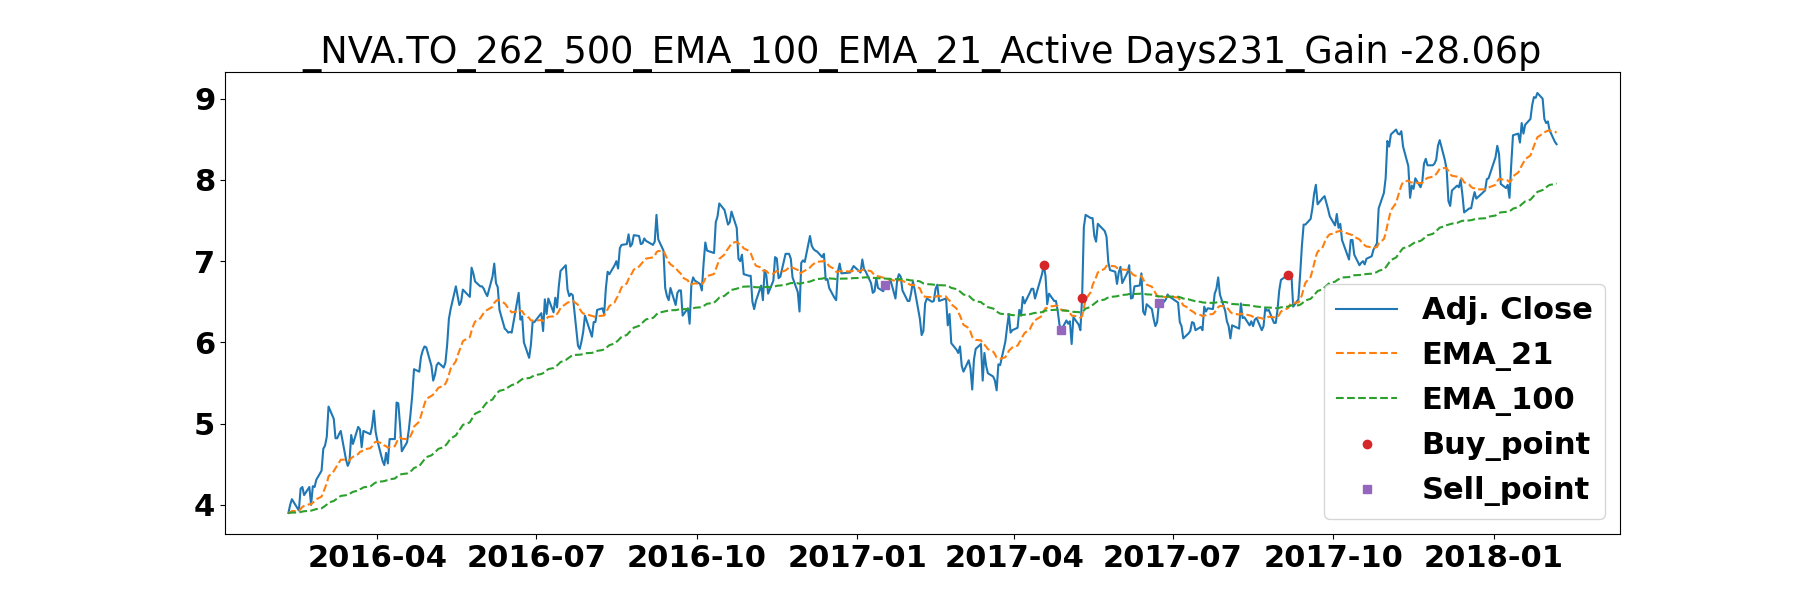 _NVA.TO_262_500_EMA_100_EMA_21_Active Days231_Gain -28.06p
9
8
7
6
5
4
Adj. Close
EMA_21
EMA_100
Buy_point
Sell_point
2016-04 2016-07 2016-10 2017-01 2017-04 2017-07 2017-10 2018-01